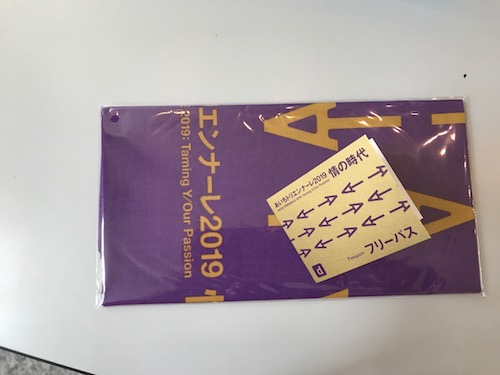 エンナーレ2019
2019: Taming Y/Our Passion
あいちトリエンナーレ2019
情の時代
フリーパス
Passport